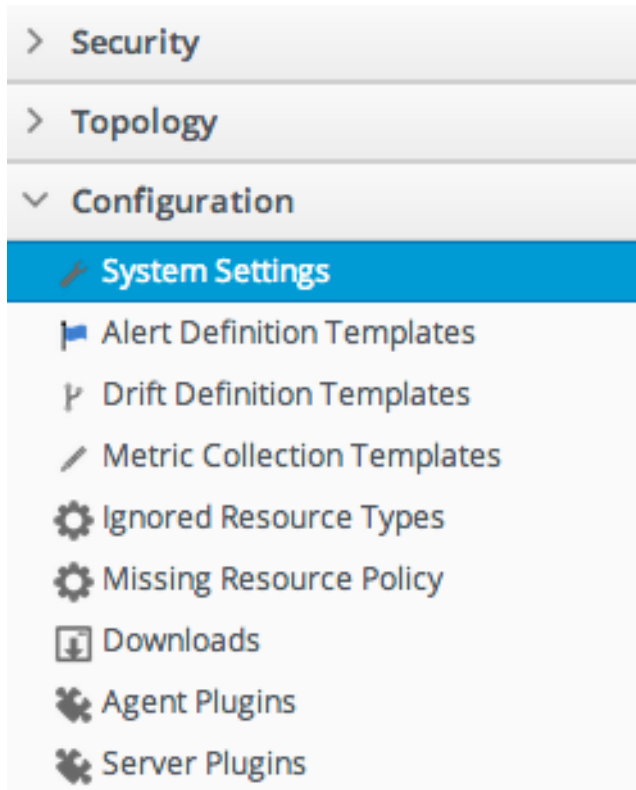 Security
Topology
Configuration
System Settings
Alert Definition Templates
Drift Definition Templates
Metric Collection Templates
Ignored Resource Types
Missing Resource Policy
Downloads
Agent Plugins
Server Plugins